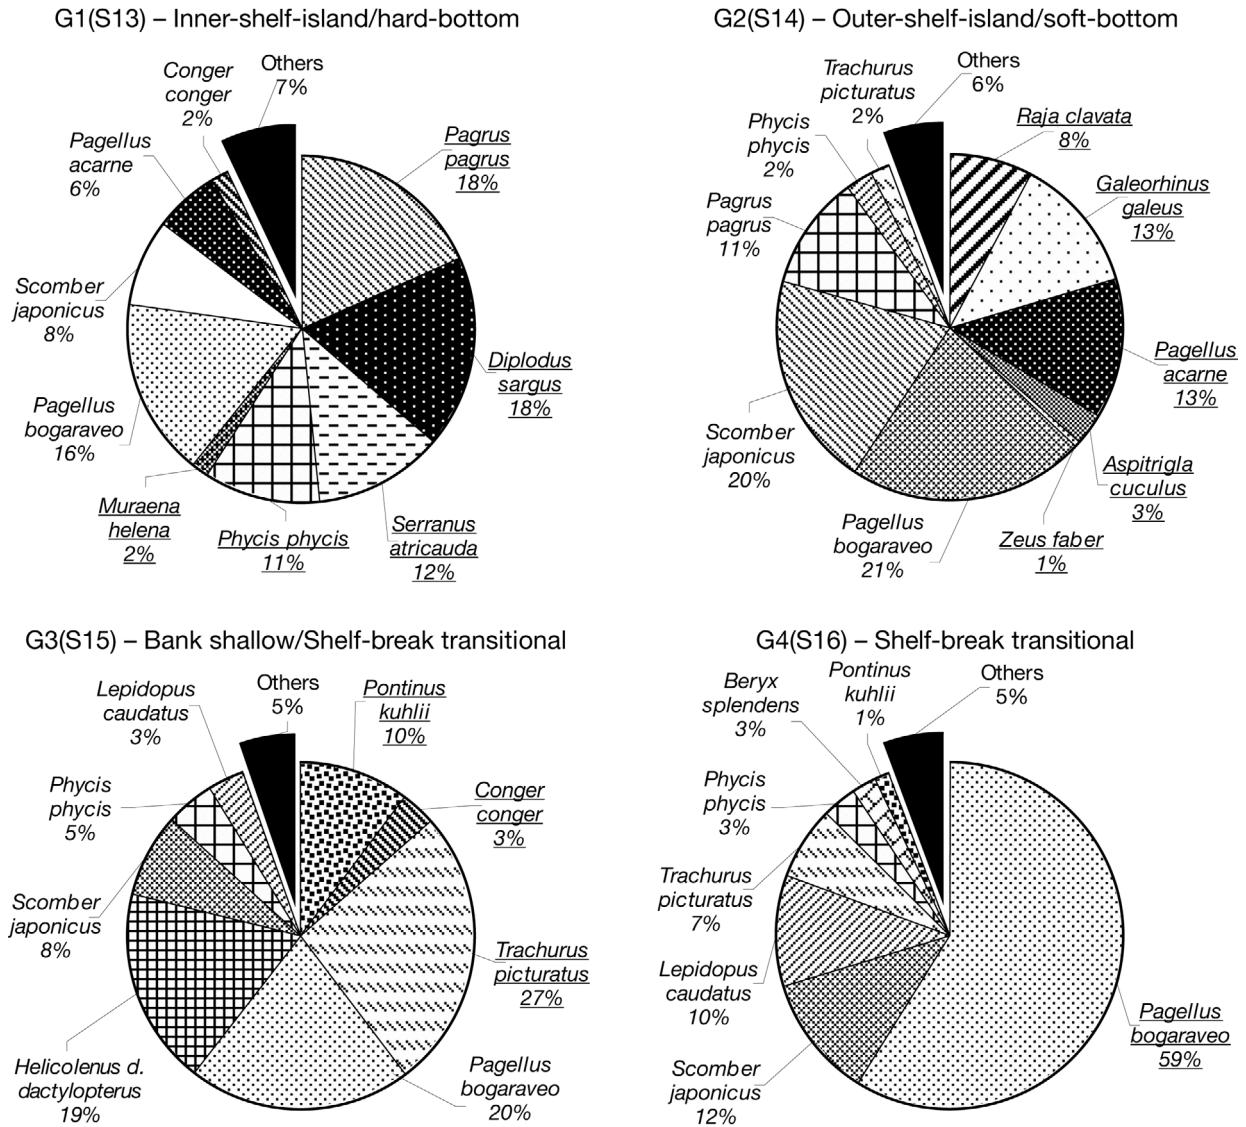 G1(S13) – Inner-shelf-island/hard-bottom
Others
7%
Conger
conger
2%
Pagellus
acarne
6%
Pagrus
pagrus
18%
Scomber
japonicus
8%
Diplodus
sargus
18%
Pagellus
bogaraveo
16%
Muraena
helena
2%
Phycis phycis
11%
Serranus
atricauda
12%
G2(S14) – Outer-shelf-island/soft-bottom
Others
6%
Trachurus
picturatus
2%
Phycis
phycis
2%
Raja clavata
8%
Pagrus
pagrus
11%
Galeorhinus
galeus
13%
Pagellus
acarne
13%
Scomber
japonicus
20%
Aspitrigla
cuculus
3%
Pagellus
bogaraveo
21%
Zeus faber
1%
G3(S15) – Bank shallow/Shelf-break transitional
Lepidopus
caudatus
3%
Others
5%
Pontinus
kuhlii
10%
Phycis
phycis
5%
Conger
conger
3%
Scomber
japonicus
8%
Trachurus
picturatus
27%
Helicolenus d.
dactylopterus
19%
Pagellus
bogaraveo
20%
G4(S16) – Shelf-break transitional
Beryx
splendens
3%
Pontinus
kuhlii
1%
Others
5%
Phycis
phycis
3%
Trachurus
picturatus
7%
Lepidopus
caudatus
10%
Pagellus
bogaraveo
59%
Scomber
japonicus
12%